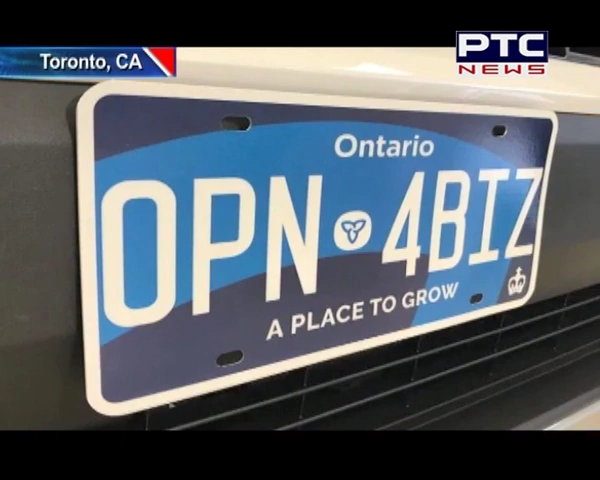 Toronto, CA
PTC
NEWS
Ontario
OPN 4BIZ
A PLACE TO GROW